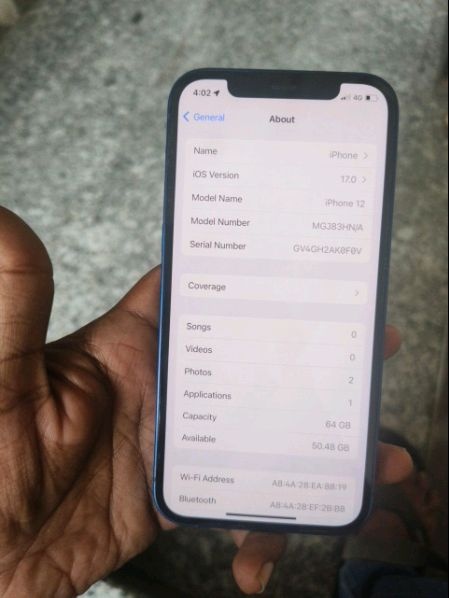 4:02 4G
General About
Name iPhone
iOS Version 17.0
Model Name iPhone 12
Model Number MGJ83HN/A
Serial Number GV4GH2AK0F0V
Coverage
Songs 0
Videos 0
Photos 2
Applications 1
Capacity 64 GB
Available 50.48 GB
Wi-Fi Address A8:4A:28:EA:88:19
Bluetooth A8:4A:28:EF:2B:B8